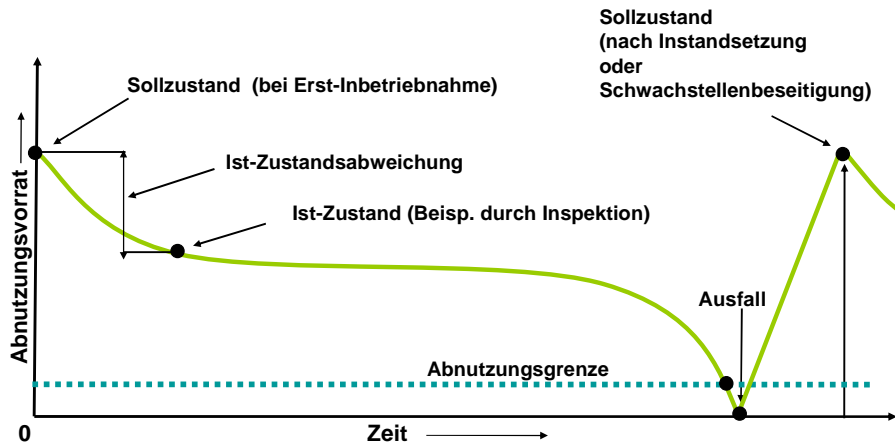 Sollzustand
(nach Instandsetzung
oder
Schwachstellenbeseitigung)
Sollzustand (bei Erst-Inbetriebnahme)
Ist-Zustandsabweichung
Ist-Zustand (Beisp. durch Inspektion)
Abnutzungsvorrat
Ausfall
Abnutzungsgrenze
0
Zeit